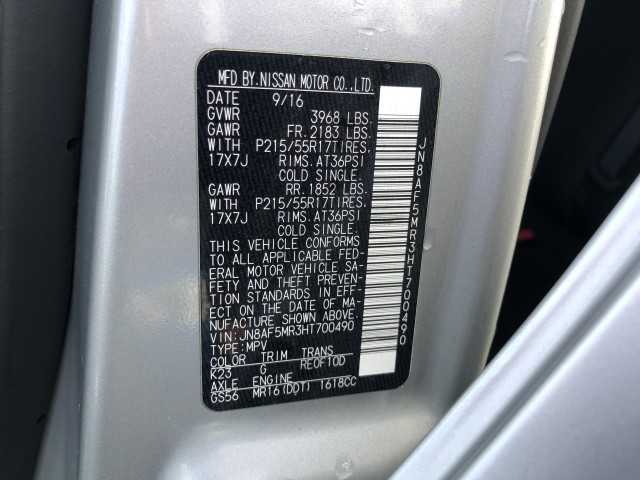 MFD BY.NISSAN MOTOR CO.,LTD.
DATE 9/16
GVWR 3968 LBS.
GAWR FR.2183 LBS.
WITH P215/55R17TIRES.
17X7J RIMS.AT36PSI
COLD SINGLE.
GAWR RR.1852 LBS.
WITH P215/55R17TIRES.
17X7J RIMS.AT36PSI
COLD SINGLE.
THIS VEHICLE CONFORMS
TO ALL APPLICABLE FED-
ERAL MOTOR VEHICLE SA-
FETY AND THEFT PREVEN-
TION STANDARDS IN EFF-
ECT ON THE DATE OF MA-
NUFACTURE SHOWN ABOVE.
VIN:JN8AF5MR3HT700490
TYPE:MPV
COLOR TRIM TRANS
K23 G RE0F10D
AXLE ENGINE
GS56 MR16(DDT) 1618CC
JN8AF5MR3HT700490